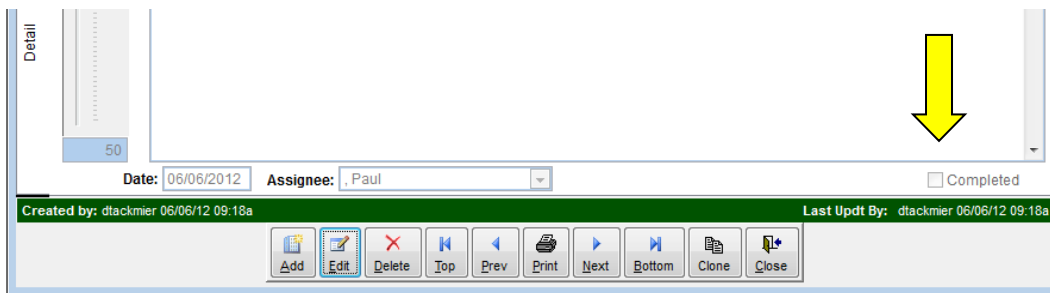 Detail
50
Date: 06/06/2012 Assignee: , Paul Completed
Created by: dtackmier 06/06/12 09:18a Last Updt By: dtackmier 06/06/12 09:18a
Add Edit Delete Top Prev Print Next Bottom Clone Close